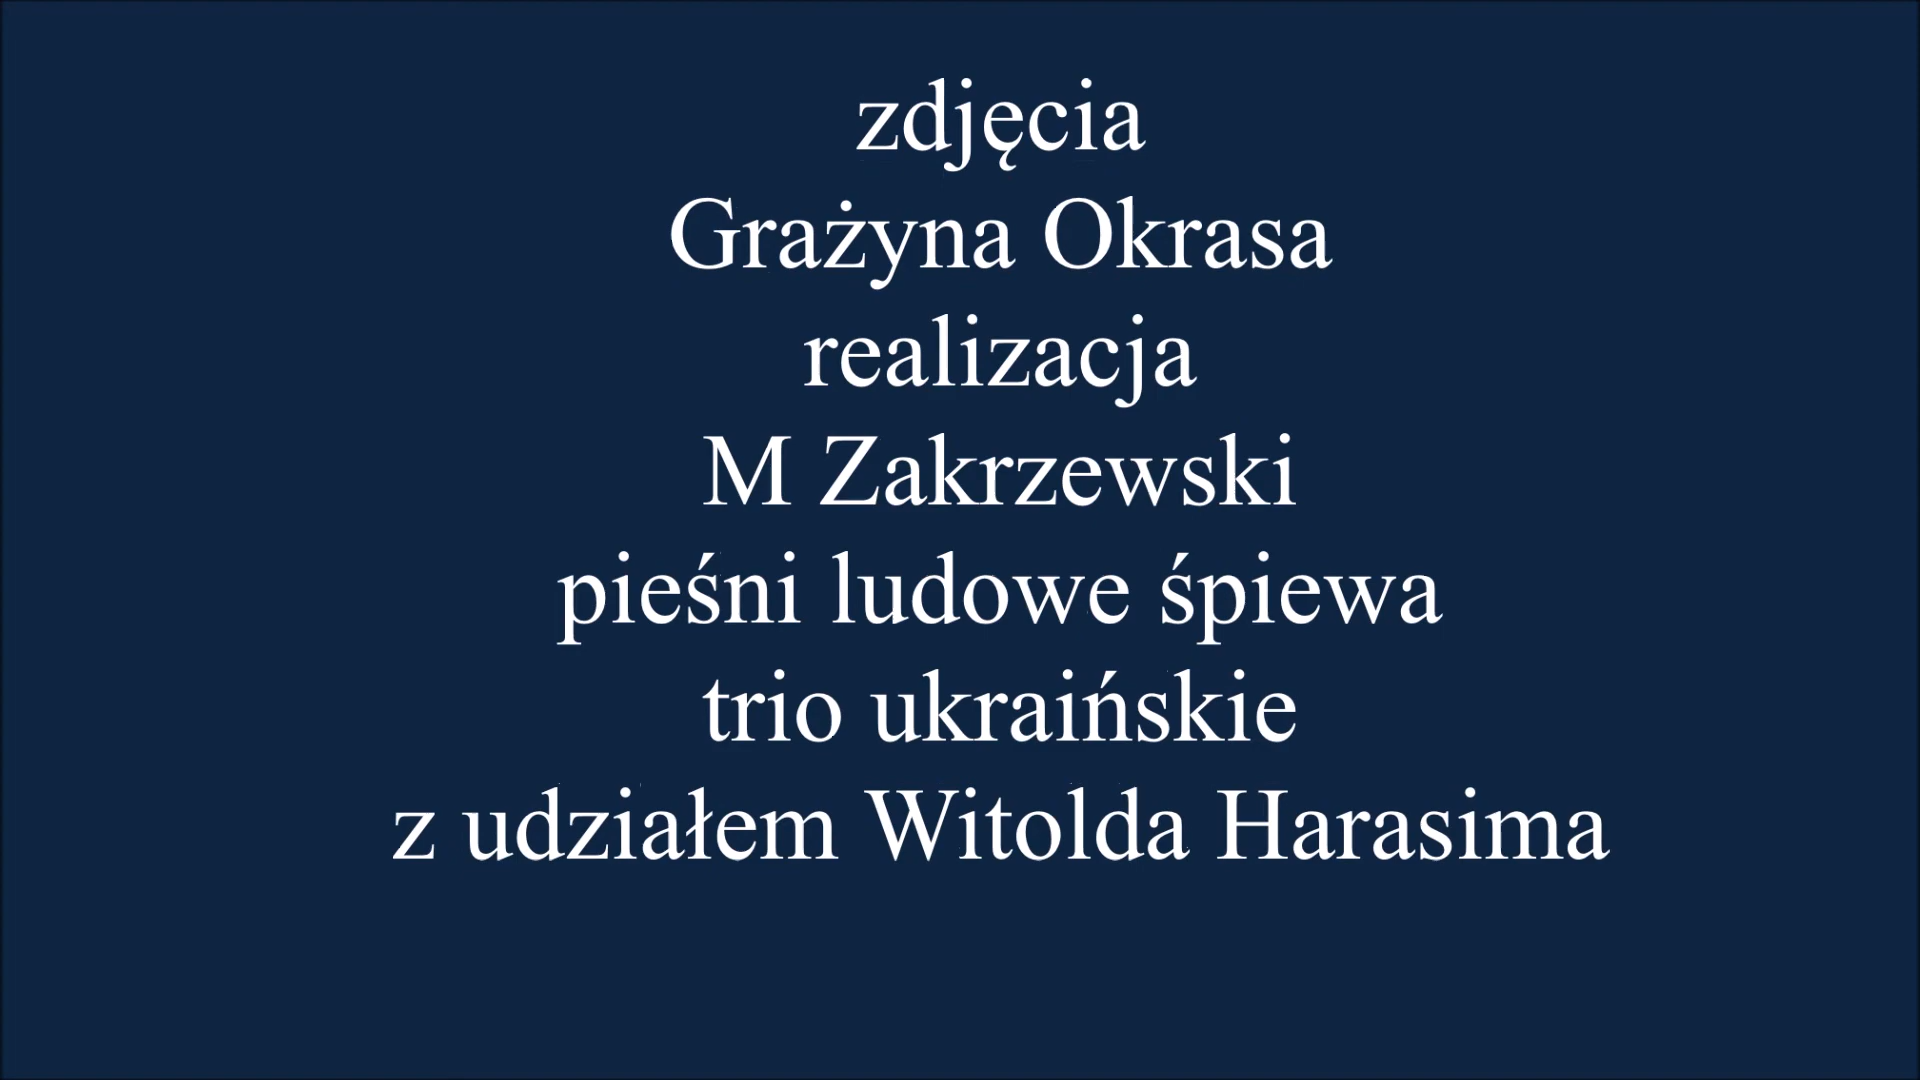 zdjęcia
Grażyna Okrasa
realizacja
M Zakrzewski
pieśni ludowe śpiewa
trio ukraińskie
z udziałem Witolda Harasima